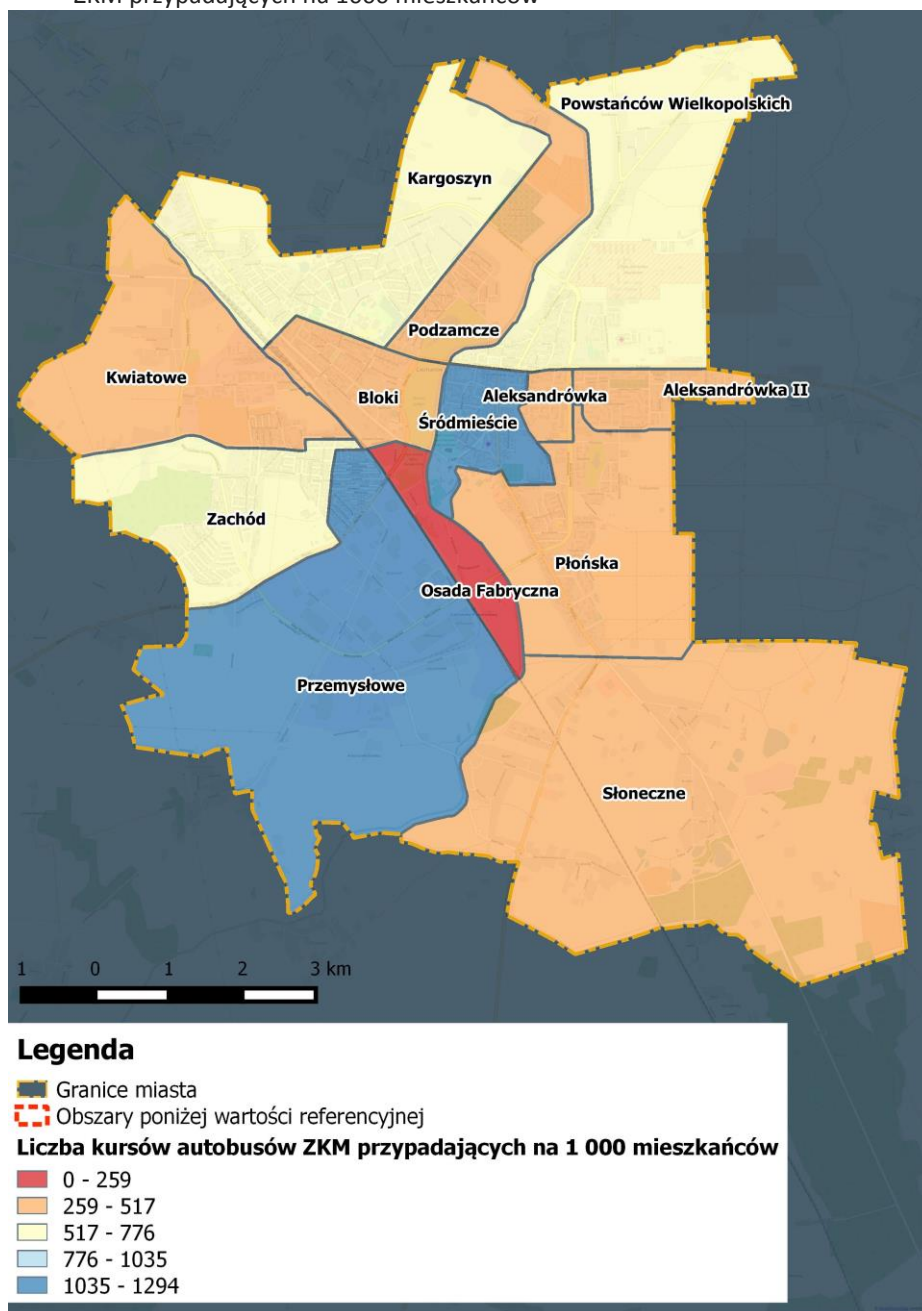 ZKM przypadających na 1000 mieszkańców
Powstańców Wielkopolskich
Kargoszyn
Podzamcze
Kwiatowe
Bloki
Aleksandrówka
Aleksandrówka II
Śródmieście
Zachód
Płońska
Osada Fabryczna
Przemysłowe
Słoneczne
1 0 1 2 3 km
Legenda
Granice miasta
Obszary poniżej wartości referencyjnej
Liczba kursów autobusów ZKM przypadających na 1 000 mieszkańców
0 - 259
259 - 517
517 - 776
776 - 1035
1035 - 1294